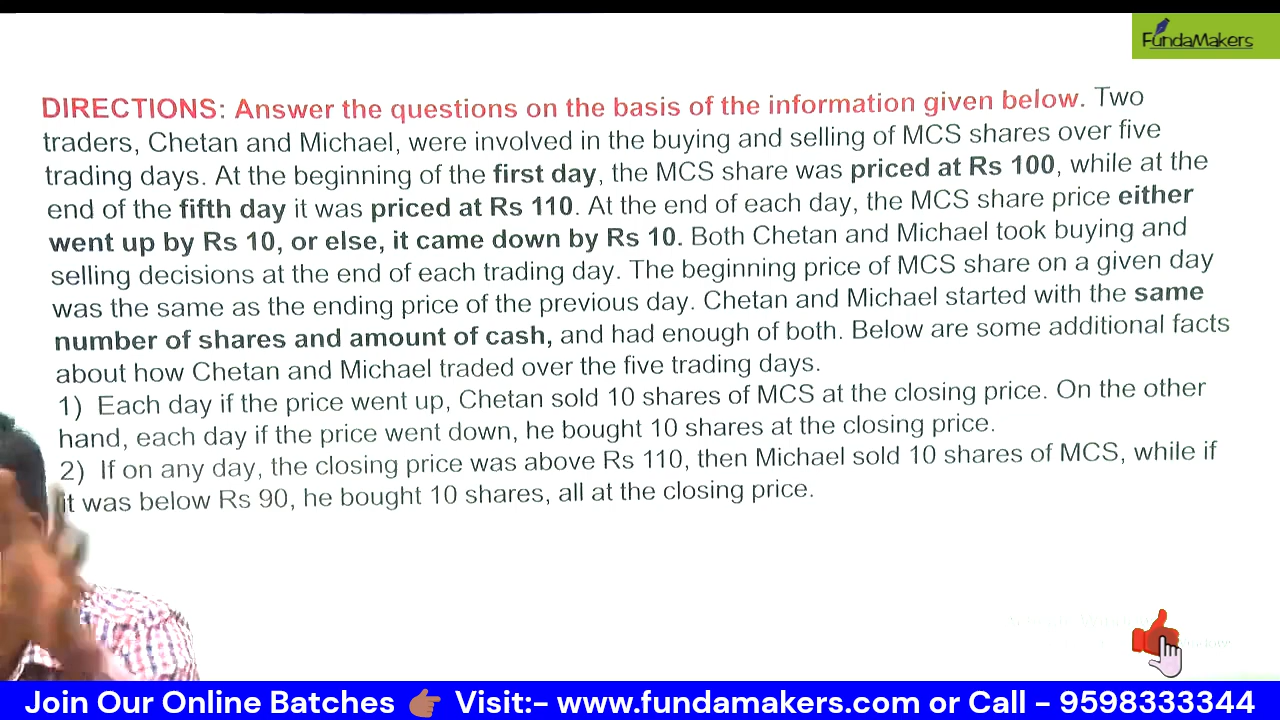 FundaMakers
DIRECTIONS: Answer the questions on the basis of the information given below. Two
traders, Chetan and Michael, were involved in the buying and selling of MCS shares over five
trading days. At the beginning of the first day, the MCS share was priced at Rs 100, while at the
end of the fifth day it was priced at Rs 110. At the end of each day, the MCS share price either
went up by Rs 10, or else, it came down by Rs 10. Both Chetan and Michael took buying and
selling decisions at the end of each trading day. The beginning price of MCS share on a given day
was the same as the ending price of the previous day. Chetan and Michael started with the same
number of shares and amount of cash, and had enough of both. Below are some additional facts
about how Chetan and Michael traded over the five trading days.
1) Each day if the price went up, Chetan sold 10 shares of MCS at the closing price. On the other
hand, each day if the price went down, he bought 10 shares at the closing price.
2) If on any day, the closing price was above Rs 110, then Michael sold 10 shares of MCS, while if
it was below Rs 90, he bought 10 shares, all at the closing price.
Join Our Online Batches 👉🏽 Visit:- www.fundamakers.com or Call - 9598333344